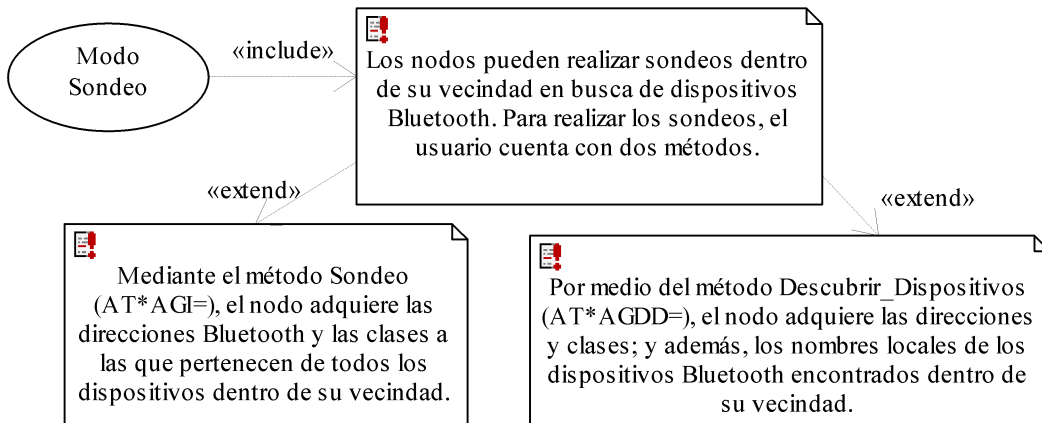 Modo
Sondeo
«include»
Los nodos pueden realizar sondeos dentro
de su vecindad en busca de dispositivos
Bluetooth. Para realizar los sondeos, el
usuario cuenta con dos métodos.
«extend»
«extend»
Mediante el método Sondeo
(AT*AGI=), el nodo adquiere las
direcciones Bluetooth y las clases a
las que pertenecen de todos los
dispositivos dentro de su vecindad.
Por medio del método Descubrir_Dispositivos
(AT*AGDD=), el nodo adquiere las direcciones
y clases; y además, los nombres locales de los
dispositivos Bluetooth encontrados dentro de
su vecindad.